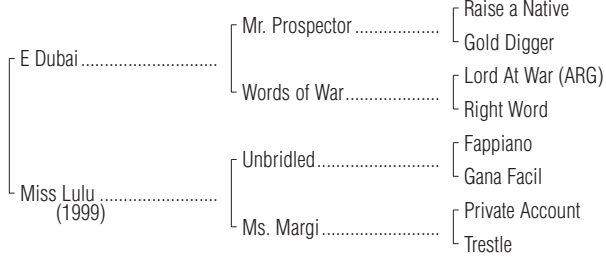 E Dubai
Mr. Prospector
Raise a Native
Gold Digger
Words of War
Lord At War (ARG)
Right Word
Miss Lulu
(1999)
Unbridled
Fappiano
Gana Facil
Ms. Margi
Private Account
Trestle